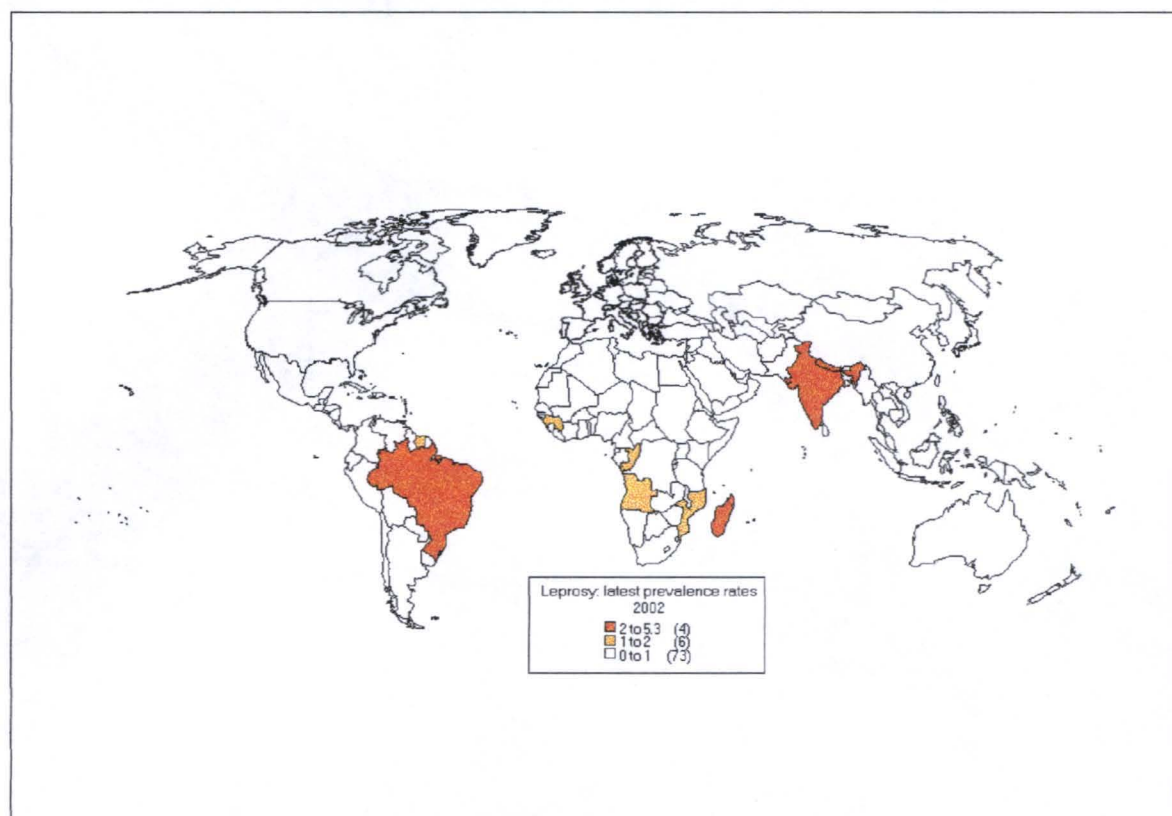 Leprosy: latest prevalence rates
2002
2 to 5.3 (4)
1 to 2 (6)
0 to 1 (73)